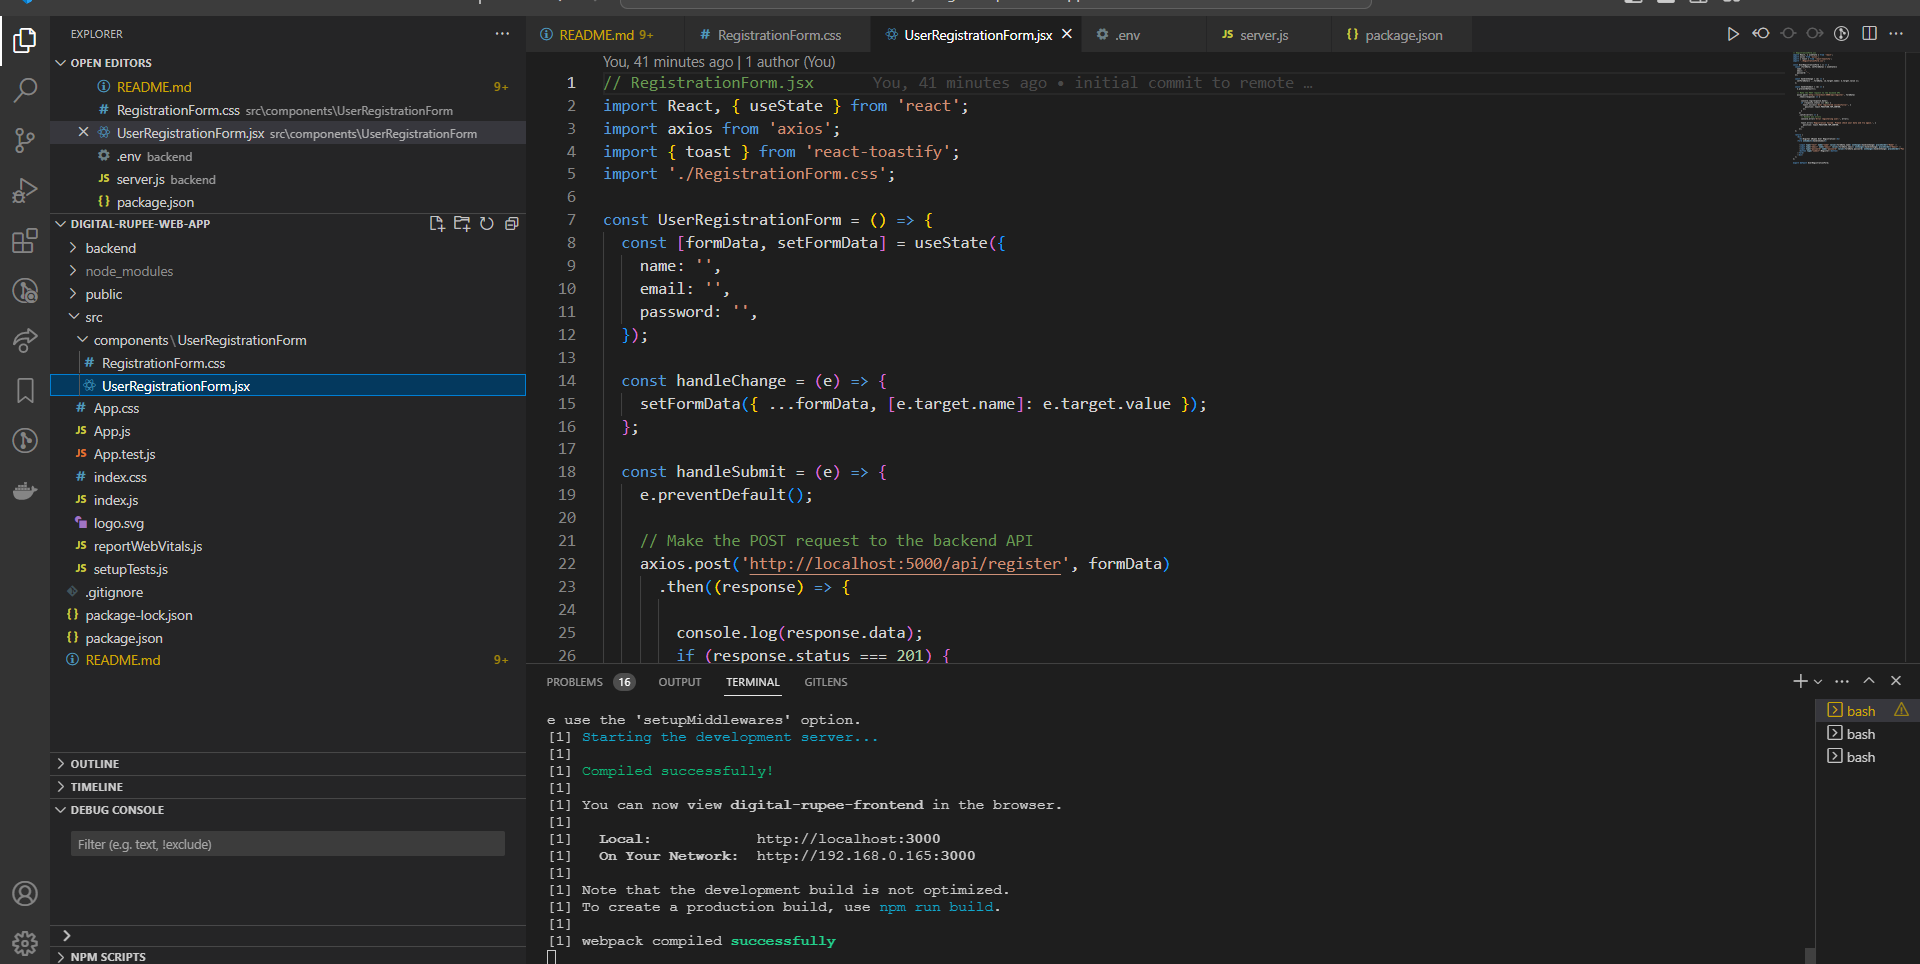 EXPLORER
OPEN EDITORS
README.md 9+
RegistrationForm.css src\components\UserRegistrationForm
UserRegistrationForm.jsx src\components\UserRegistrationForm
.env backend
server.js backend
package.json
DIGITAL-RUPEE-WEB-APP
backend
node_modules
public
src
components\UserRegistrationForm
RegistrationForm.css
UserRegistrationForm.jsx
App.css
App.js
App.test.js
index.css
index.js
logo.svg
reportWebVitals.js
setupTests.js
.gitignore
package-lock.json
package.json
README.md 9+
OUTLINE
TIMELINE
DEBUG CONSOLE
Filter (e.g. text, !exclude)
NPM SCRIPTS
README.md 9+ RegistrationForm.css UserRegistrationForm.jsx .env server.js package.json
You, 41 minutes ago | 1 author (You)
1 // RegistrationForm.jsx You, 41 minutes ago • initial commit to remote …
2 import React, { useState } from 'react';
3 import axios from 'axios';
4 import { toast } from 'react-toastify';
5 import './RegistrationForm.css';
6
7 const UserRegistrationForm = () => {
8 const [formData, setFormData] = useState({
9 name: '',
10 email: '',
11 password: '',
12 });
13
14 const handleChange = (e) => {
15 setFormData({ ...formData, [e.target.name]: e.target.value });
16 };
17
18 const handleSubmit = (e) => {
19 e.preventDefault();
20
21 // Make the POST request to the backend API
22 axios.post('http://localhost:5000/api/register', formData)
23 .then((response) => {
24
25 console.log(response.data);
26 if (response.status === 201) {
PROBLEMS 16 OUTPUT TERMINAL GITLENS
e use the 'setupMiddlewares' option.
[1] Starting the development server...
[1]
[1] Compiled successfully!
[1]
[1] You can now view digital-rupee-frontend in the browser.
[1]
[1] Local: http://localhost:3000
[1] On Your Network: http://192.168.0.165:3000
[1]
[1] Note that the development build is not optimized.
[1] To create a production build, use npm run build.
[1]
[1] webpack compiled successfully
bash
bash
bash